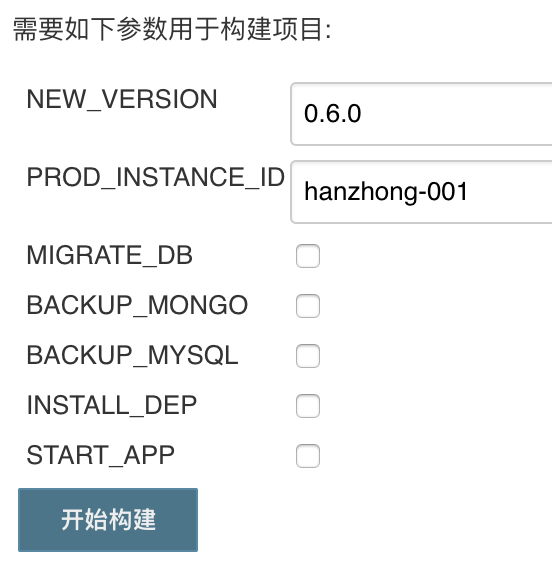 需要如下参数用于构建项目:
NEW_VERSION 0.6.0
PROD_INSTANCE_ID hanzhong-001
MIGRATE_DB
BACKUP_MONGO
BACKUP_MYSQL
INSTALL_DEP
START_APP
开始构建